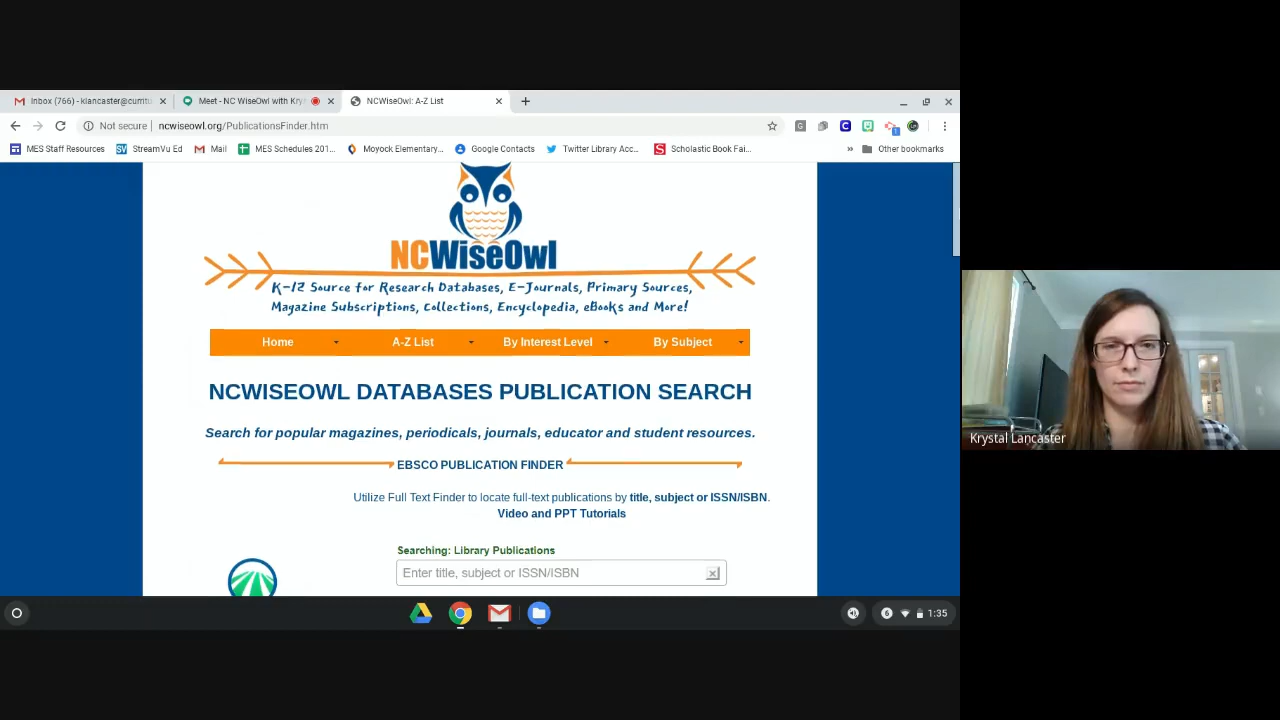 Inbox (766) - klancaster@currituc
Meet - NC WiseOwl with Krys
NCWiseOwl: A-Z List
Not secure | ncwiseowl.org/PublicationsFinder.htm
MES Staff Resources
StreamVu Ed
Mail
MES Schedules 201...
Moyock Elementary...
Google Contacts
Twitter Library Acc...
Scholastic Book Fai...
» Other bookmarks
NCWiseOwl
K-12 Source for Research Databases, E-Journals, Primary Sources,
Magazine Subscriptions, Collections, Encyclopedia, eBooks and More!
Home A-Z List By Interest Level By Subject
NCWISEOWL DATABASES PUBLICATION SEARCH
Search for popular magazines, periodicals, journals, educator and student resources.
EBSCO PUBLICATION FINDER
Utilize Full Text Finder to locate full-text publications by title, subject or ISSN/ISBN.
Video and PPT Tutorials
Searching: Library Publications
Enter title, subject or ISSN/ISBN
6 1:35
Krystal Lancaster